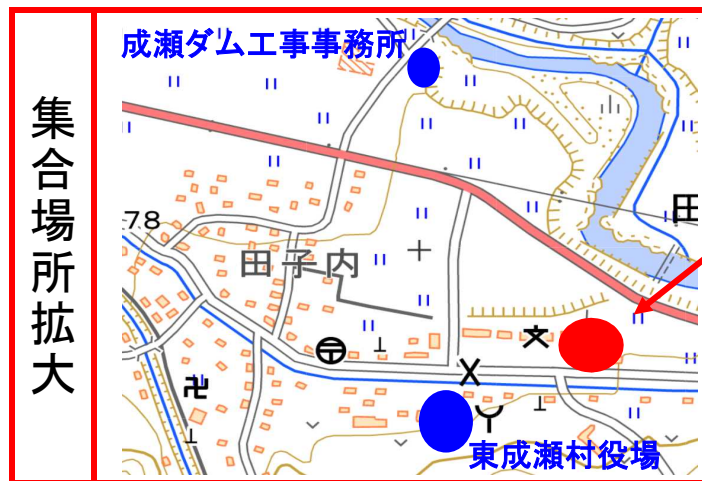 集合場所拡大
成瀬ダム工事事務所
田
78
田子内
東成瀬村役場